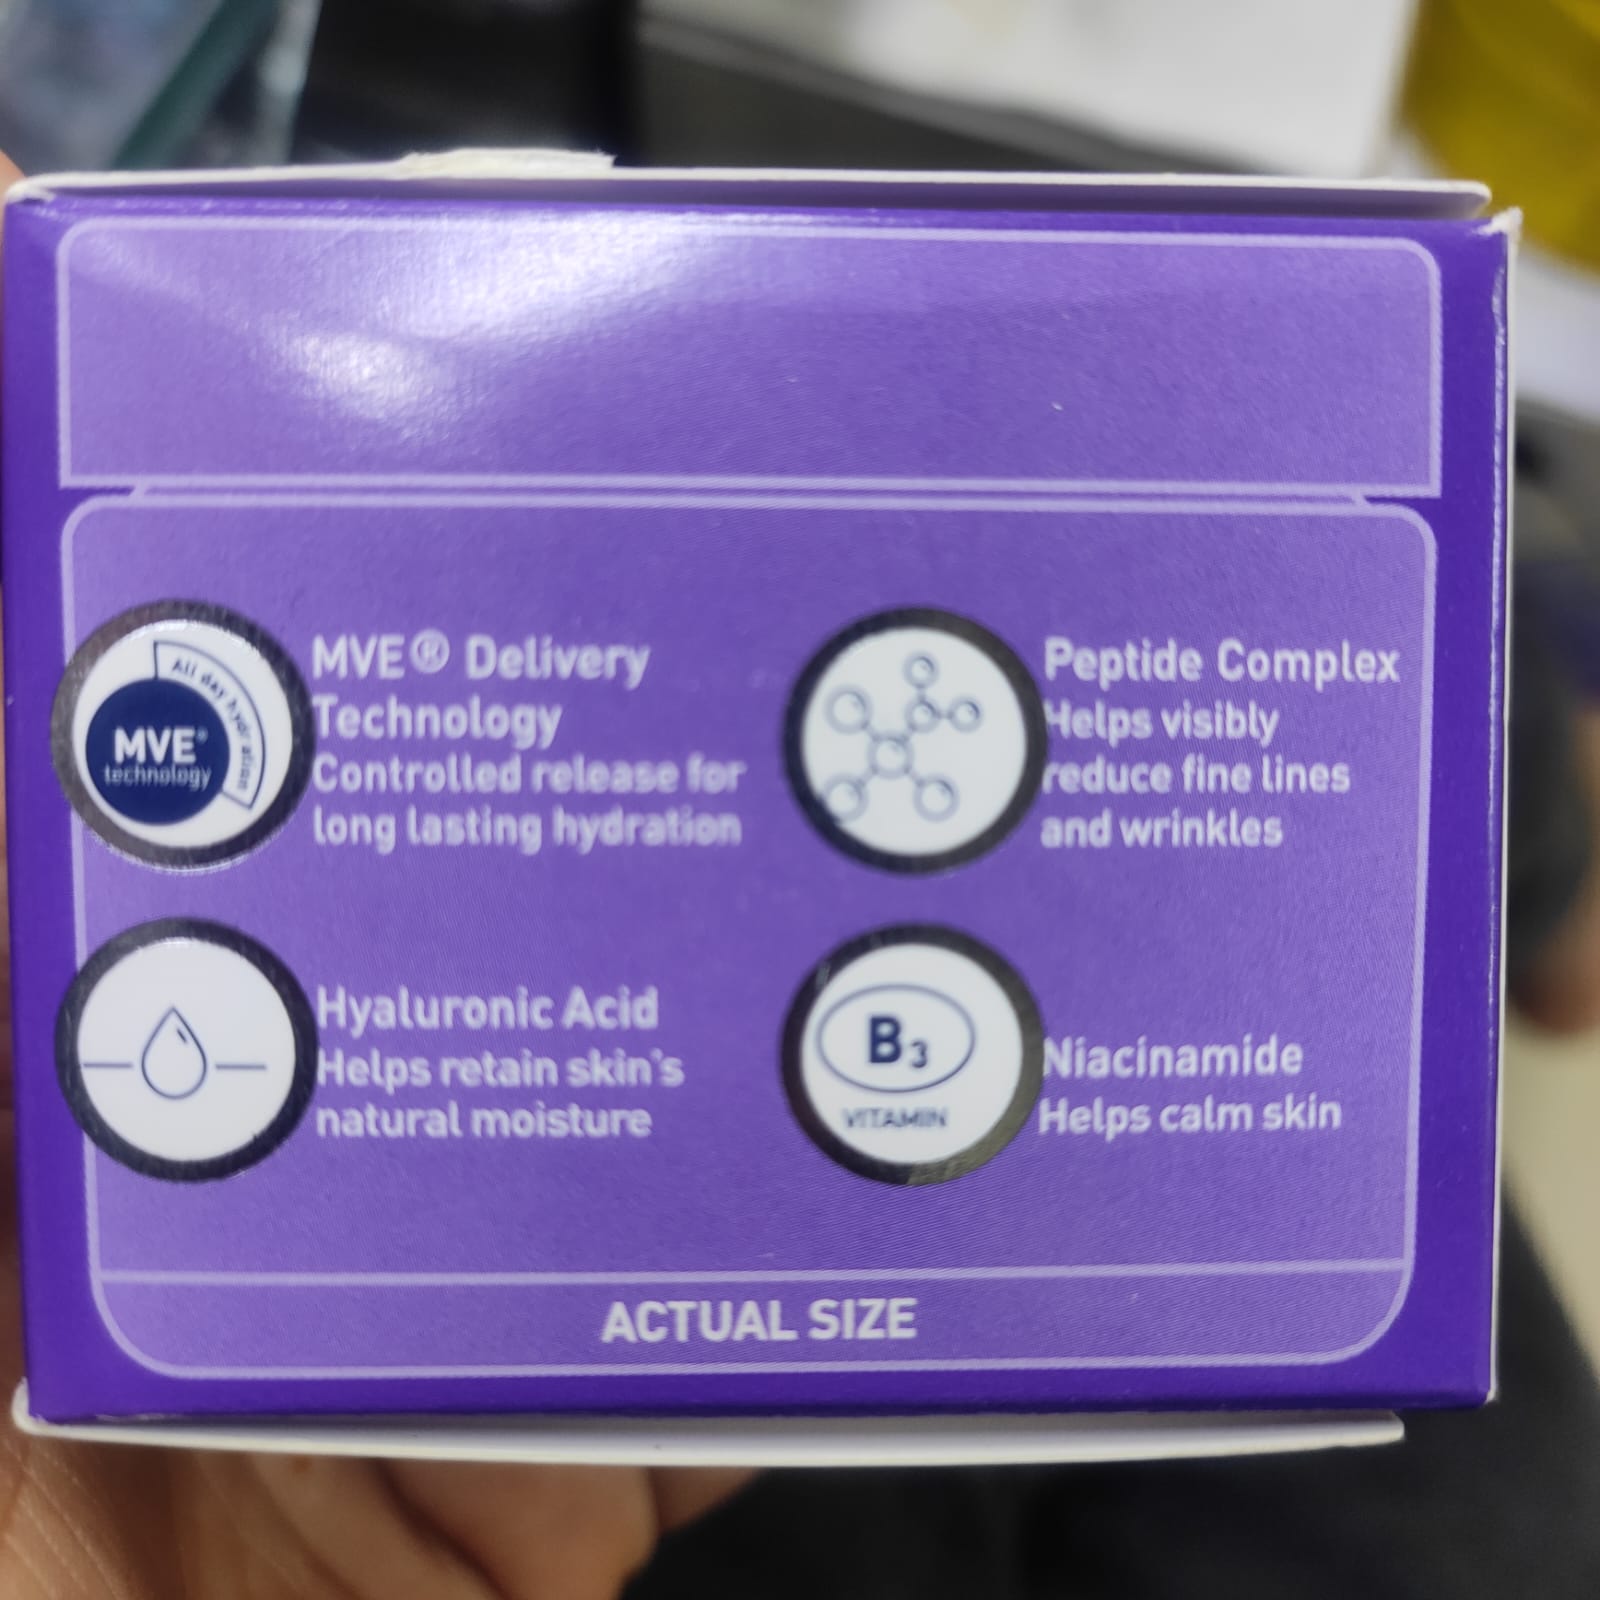 All day hydration
MVE®
technology
MVE® Delivery
Technology
Controlled release for
long lasting hydration
Peptide Complex
Helps visibly
reduce fine lines
and wrinkles
Hyaluronic Acid
Helps retain skin's
natural moisture
B3
VITAMIN
Niacinamide
Helps calm skin
ACTUAL SIZE